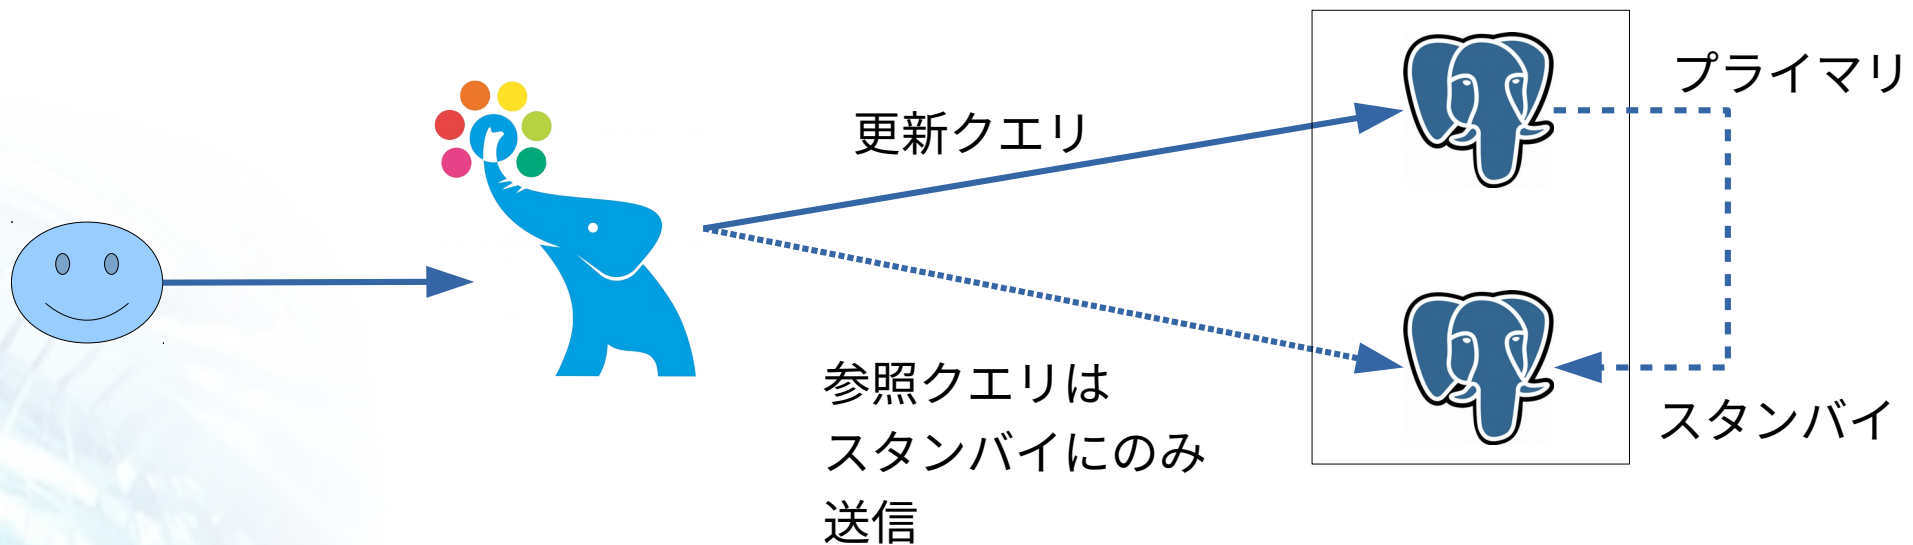 プライマリ
更新クエリ
参照クエリは
スタンバイにのみ
送信
スタンバイ